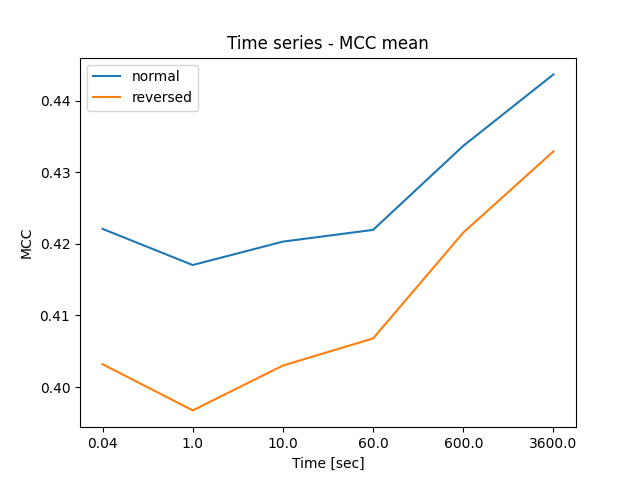 Time series - MCC mean
normal
reversed
0.44
0.43
0.42
0.41
0.40
MCC
0.04 1.0 10.0 60.0 600.0 3600.0
Time [sec]